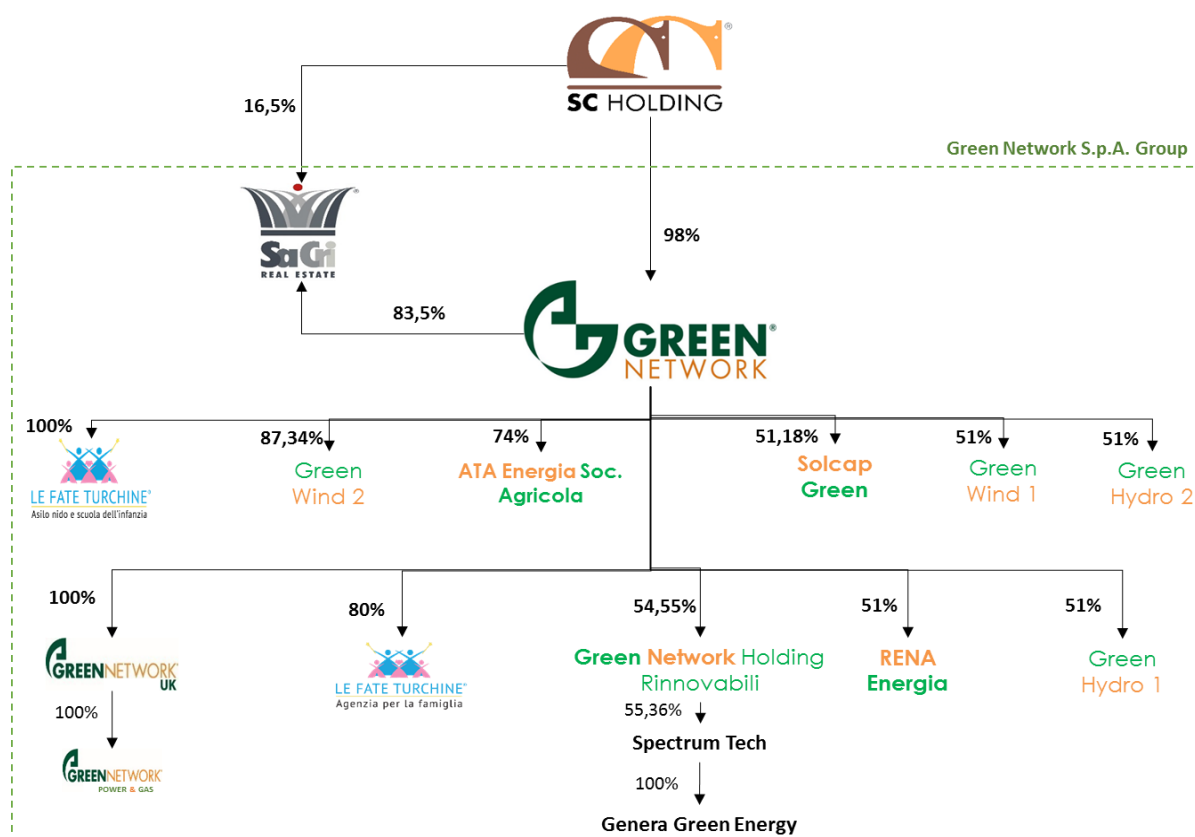 ®
SC HOLDING
16,5%
Green Network S.p.A. Group
®
SaCri
REAL ESTATE
98%
83,5%
GREEN®
NETWORK
100%
87,34%
74%
51,18%
51%
51%
LE FATE TURCHINE®
Asilo nido e scuola dell'infanzia
Green
Wind 2
ATA Energia Soc.
Agricola
Solcap
Green
Green
Wind 1
Green
Hydro 2
100%
80%
54,55%
51%
51%
GREENNETWORK®
UK
LE FATE TURCHINE®
Agenzia per la famiglia
Green Network Holding
Rinnovabili
RENA
Energia
Green
Hydro 1
100%
55,36%
Spectrum Tech
GREENNETWORK®
POWER & GAS
100%
Genera Green Energy